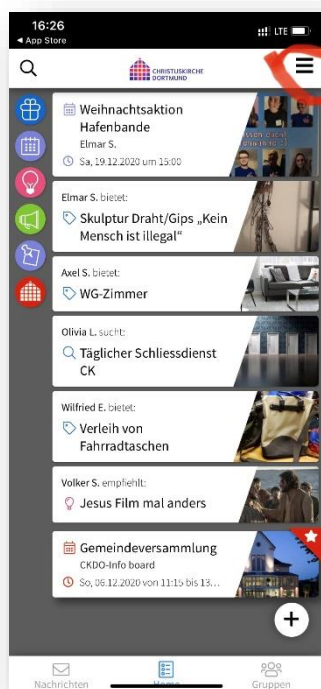 16:26
LTE
App Store
CHRISTUSKIRCHE
DORTMUND
Weihnachtsaktion
Hafenbande
Elmar S.
Sa, 19.12.2020 um 15:00
Elmar S. bietet:
Skulptur Draht/Gips „Kein
Mensch ist illegal“
Axel S. bietet:
WG-Zimmer
Olivia L. sucht:
Täglicher Schliessdienst
CK
Wilfried E. bietet:
Verleih von
Fahrradtaschen
Volker S. empfiehlt:
Jesus Film mal anders
Gemeindeversammlung
CKDO-Info board
So, 06.12.2020 von 11:15 bis 13...
Nachrichten
Home
Gruppen